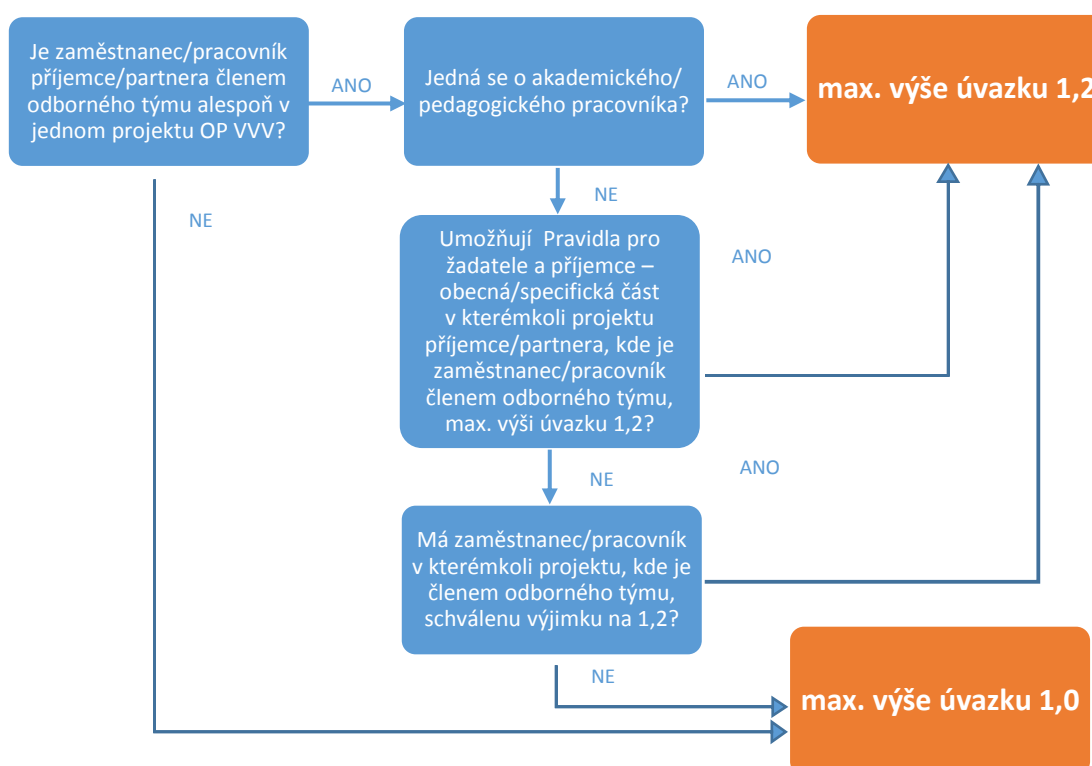 Je zaměstnanec/pracovník
příjemce/partnera členem
odborného týmu alespoň v
jednom projektu OP VVV?
ANO
Jedná se o akademického/
pedagogického pracovníka?
ANO
max. výše úvazku 1,2
NE
NE
Umožňují Pravidla pro
žadatele a příjemce –
obecná/specifická část
v kterémkoli projektu
příjemce/partnera, kde je
zaměstnanec/pracovník
členem odborného týmu,
max. výši úvazku 1,2?
ANO
NE
ANO
Má zaměstnanec/pracovník
v kterémkoli projektu, kde je
členem odborného týmu,
schválenu výjimku na 1,2?
NE
max. výše úvazku 1,0